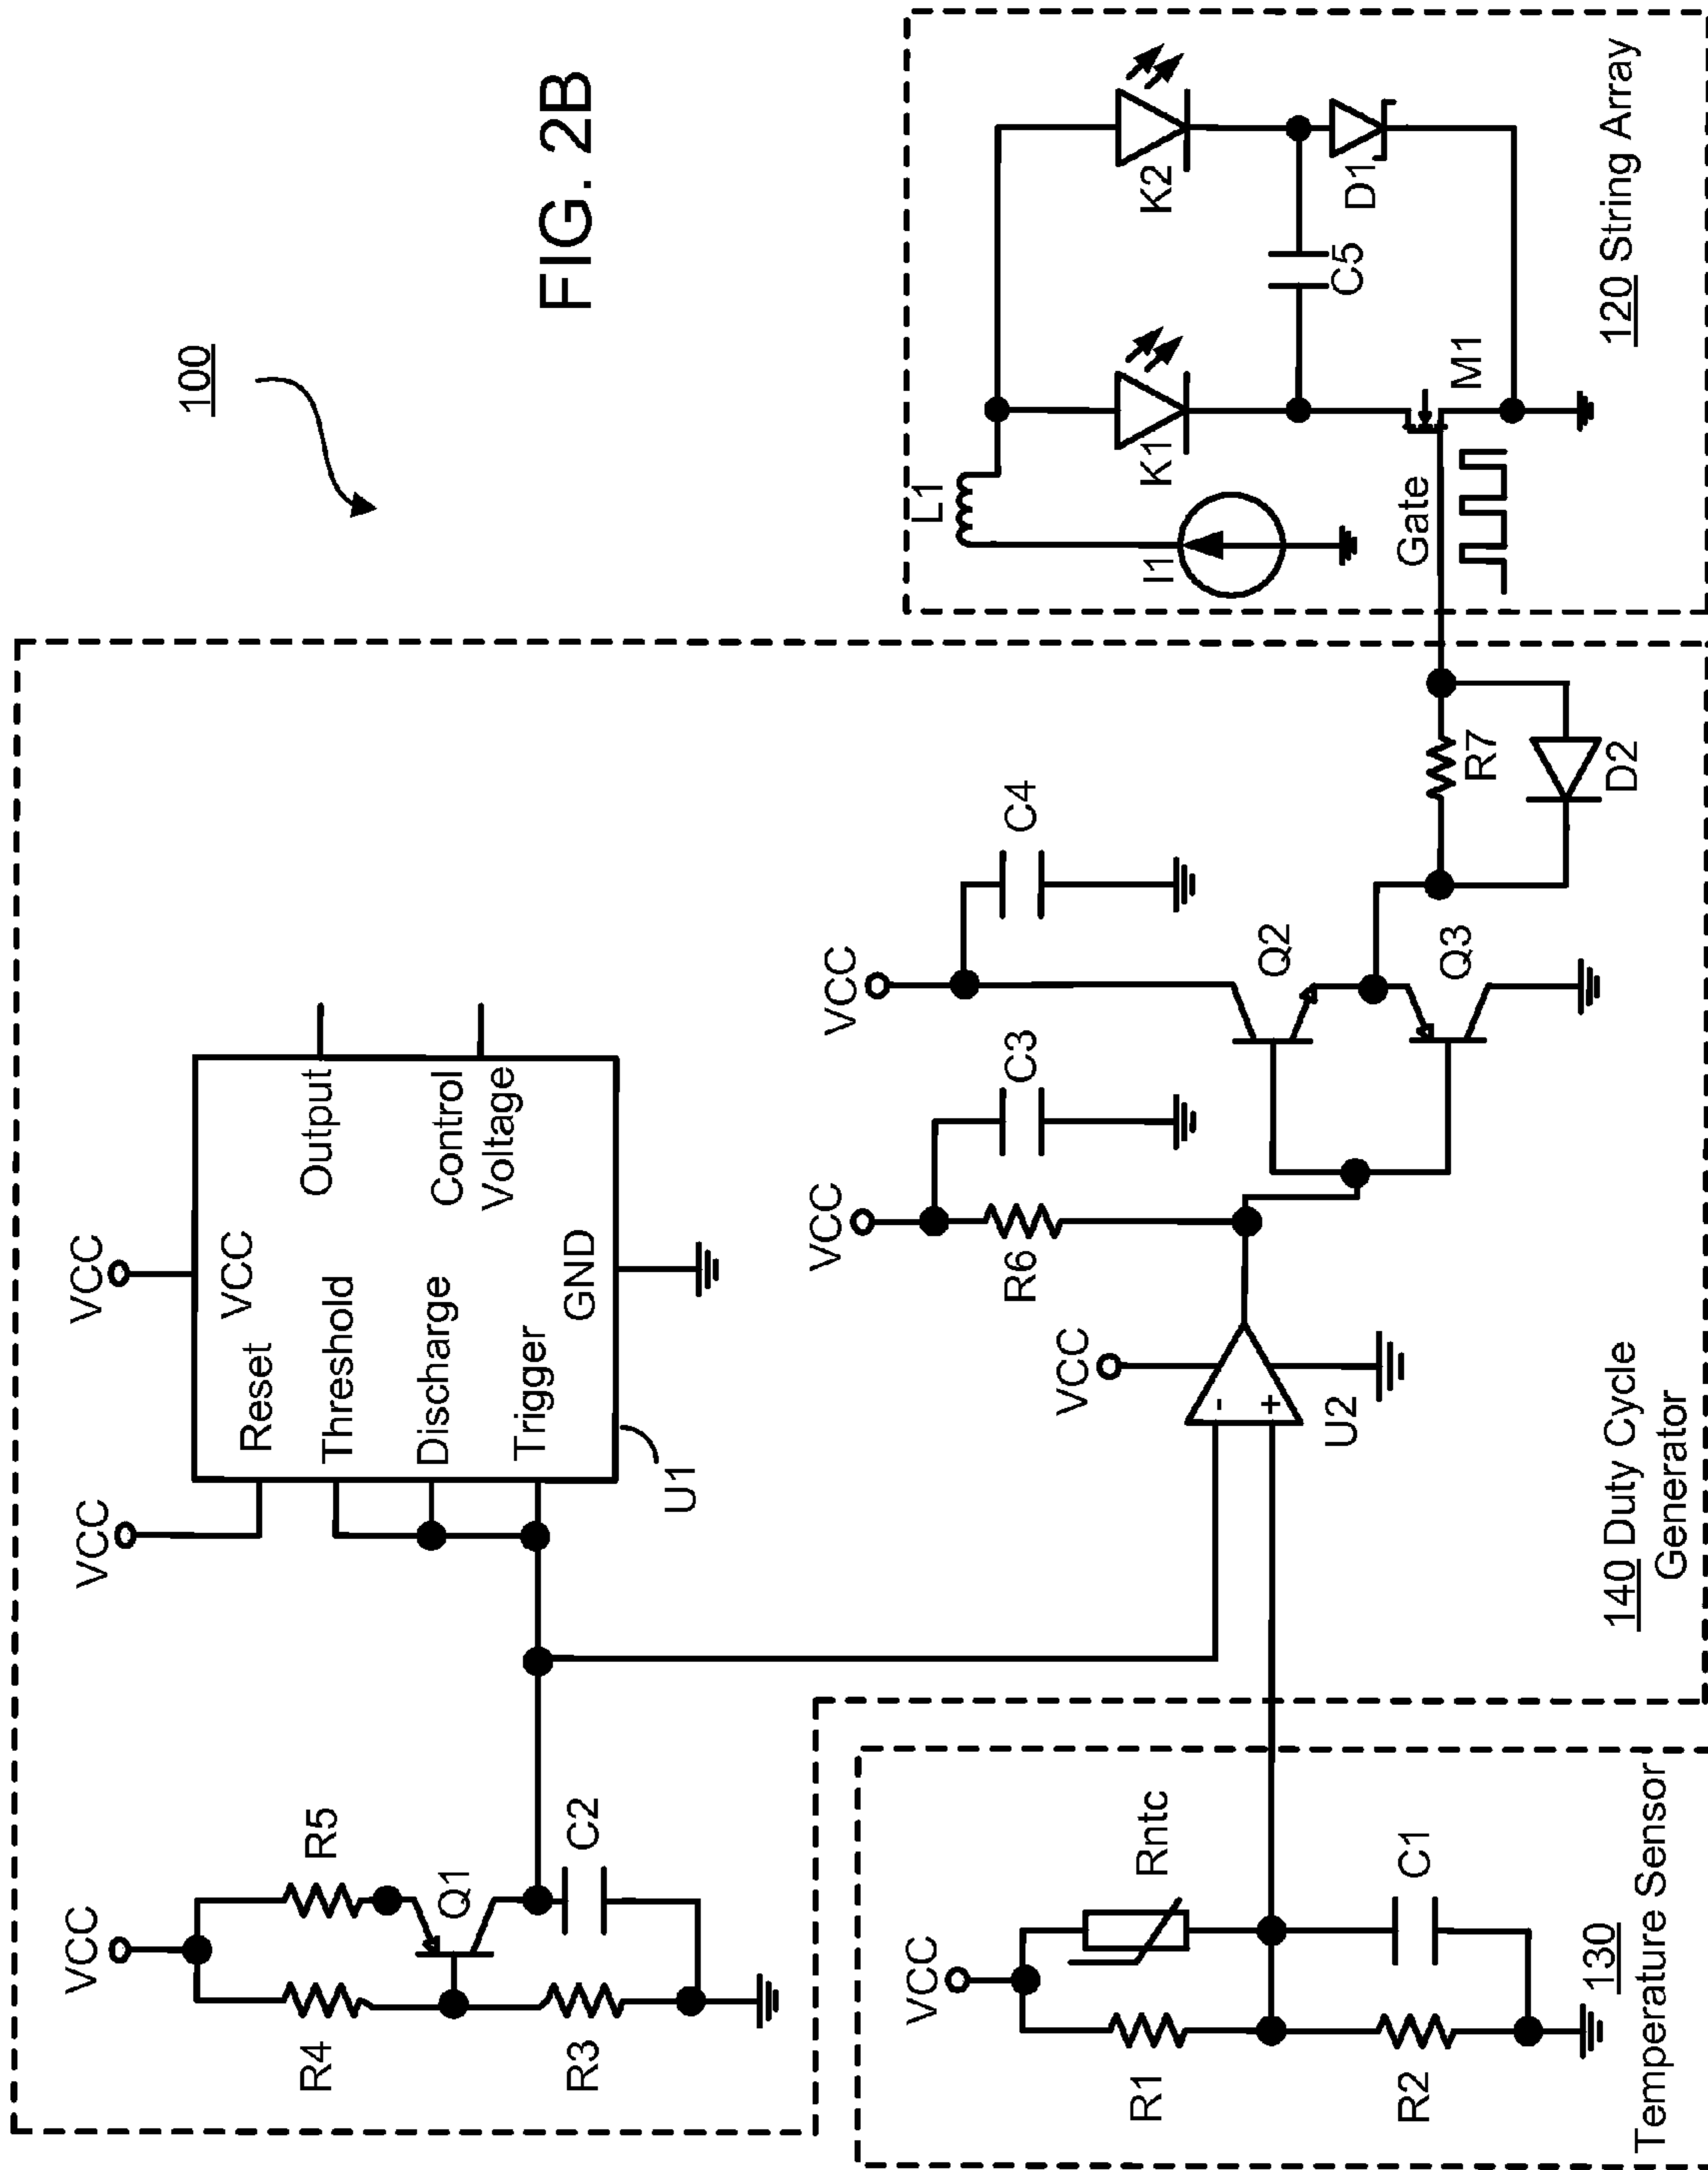 FIG. 2B
100
VCC
R4
R5
Q1
R3
C2
VCC
VCC
Reset
VCC
Threshold
Discharge
Trigger
GND
Output
Control
Voltage
U1
VCC
R1
Rntc
R2
C1
130
Temperature Sensor
VCC
-
+
U2
VCC
R6
C3
VCC
C4
Q2
Q3
R7
D2
140 Duty Cycle
Generator
L1
I1
K1
K2
C5
D1
Gate
M1
120 String Array